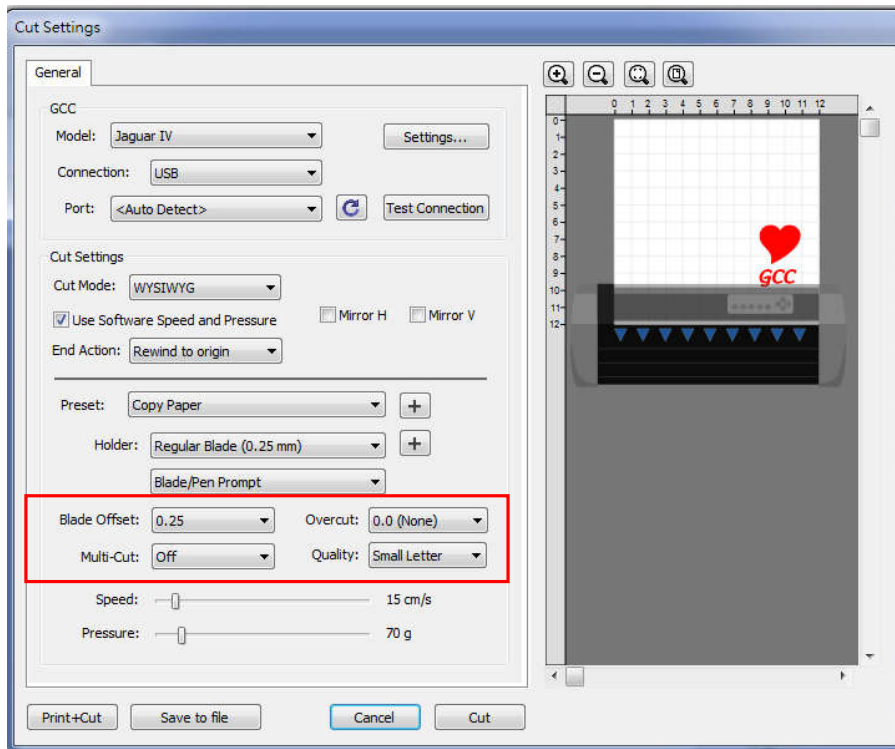 Cut Settings
General
GCC
Model: Jaguar IV Settings...
Connection: USB
Port: <Auto Detect> Test Connection
Cut Settings
Cut Mode: WYSIWYG
Use Software Speed and Pressure Mirror H Mirror V
End Action: Rewind to origin
Preset: Copy Paper +
Holder: Regular Blade (0.25 mm) +
Blade/Pen Prompt
Blade Offset: 0.25 Overcut: 0.0 (None)
Multi-Cut: Off Quality: Small Letter
Speed: 15 cm/s
Pressure: 70 g
Print+Cut Save to file Cancel Cut
0 1 2 3 4 5 6 7 8 9 10 11 12
0
1
2
3
4
5
6
7
8
9
10
11
12
GCC